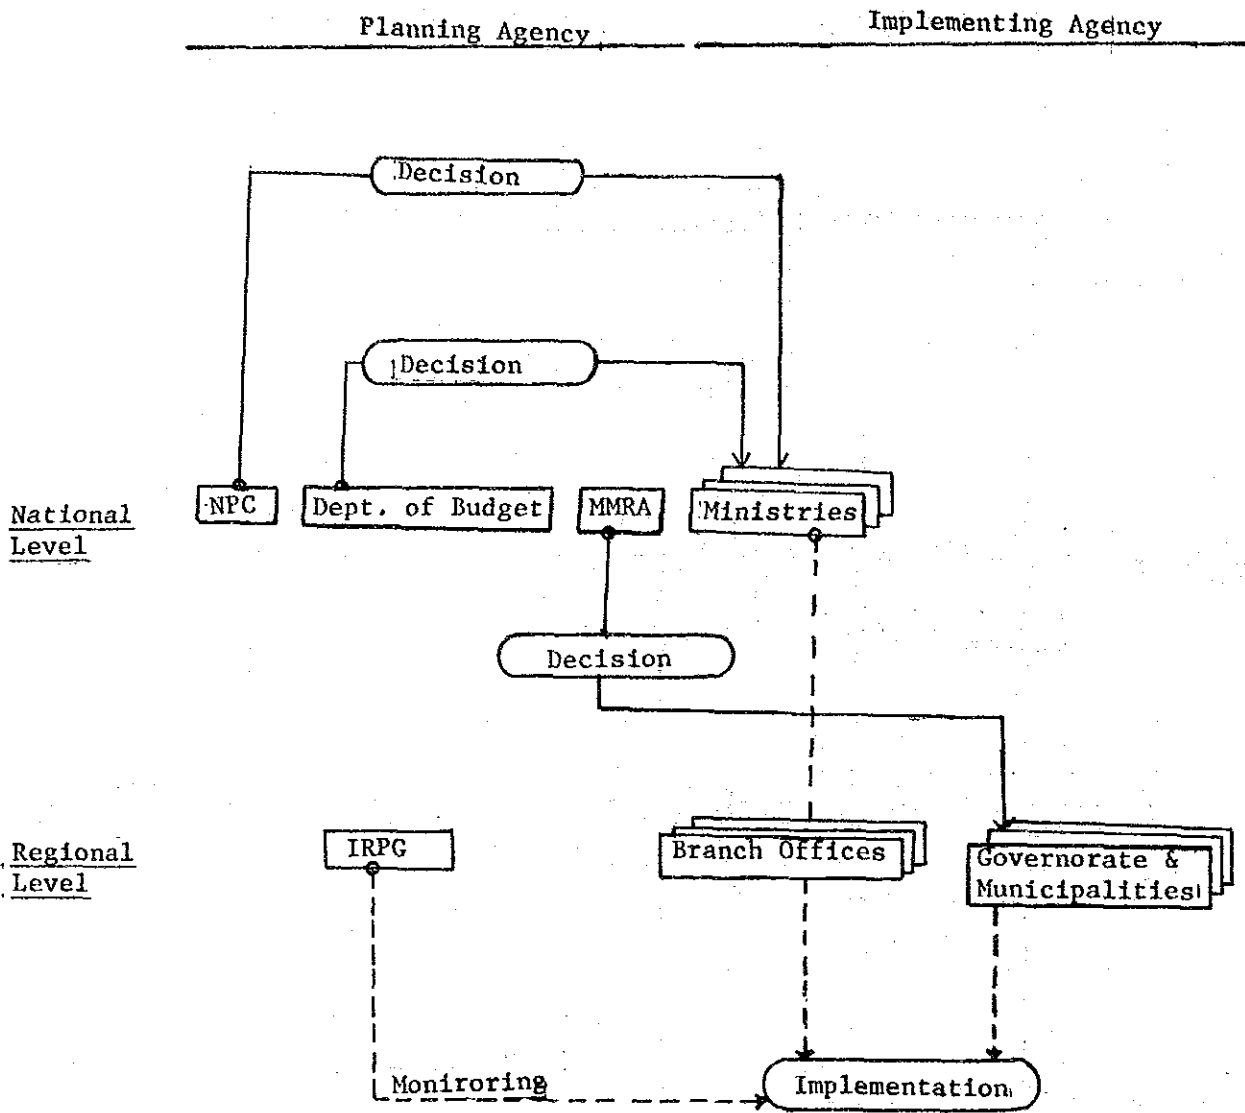 Planning Agency
Implementing Agency
Decision
Decision
NPC
Dept. of Budget
MMRA
Ministries
National
Level
Decision
IRPG
Branch Offices
Governorate &
Municipalities
Regional
Level
Moniroring
Implementation